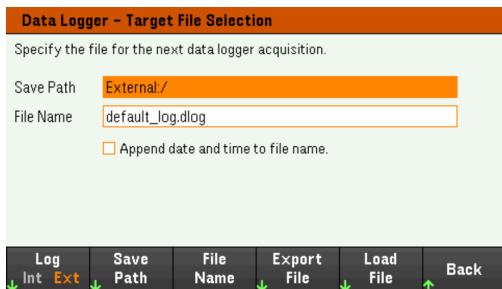 Data Logger – Target File Selection
Specify the file for the next data logger acquisition.
Save Path External:/
File Name default_log.dlog
Append date and time to file name.
Log Save File Export Load Back
Int Ext Path Name File File